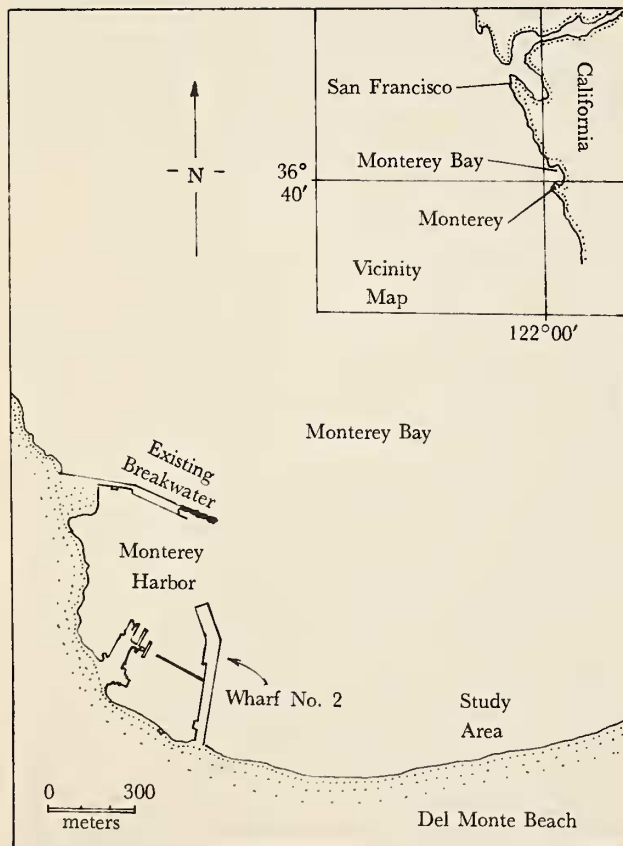 San Francisco
California
Monterey Bay
36°
40′
Monterey
Vicinity
Map
122°00′
- N -
Monterey Bay
Existing
Breakwater
Monterey
Harbor
Wharf No. 2
Study
Area
0 300
meters
Del Monte Beach